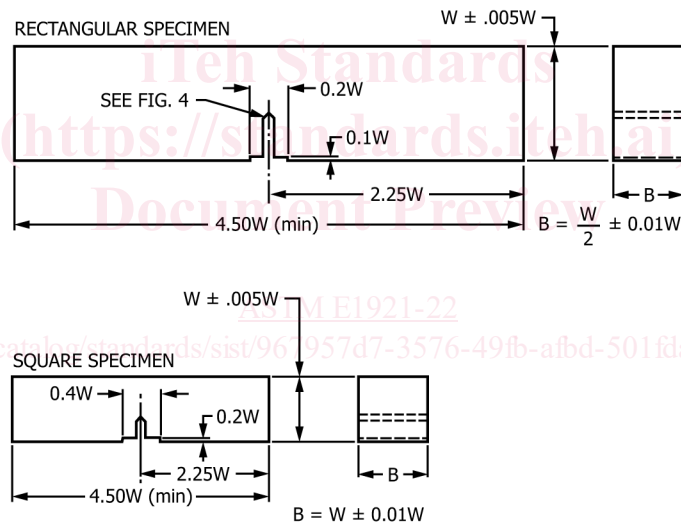 RECTANGULAR SPECIMEN
W ± .005W
SEE FIG. 4
0.2W
0.1W
2.25W
4.50W (min)
B
B = W/2 ± 0.01W
iTeh Standards
(https://standards.iteh.ai
Document Preview
ASTM E1921-22
catalog/standards/sist/967957d7-3576-49fb-afbd-501fda
W ± .005W
SQUARE SPECIMEN
0.4W
0.2W
2.25W
4.50W (min)
B
B = W ± 0.01W